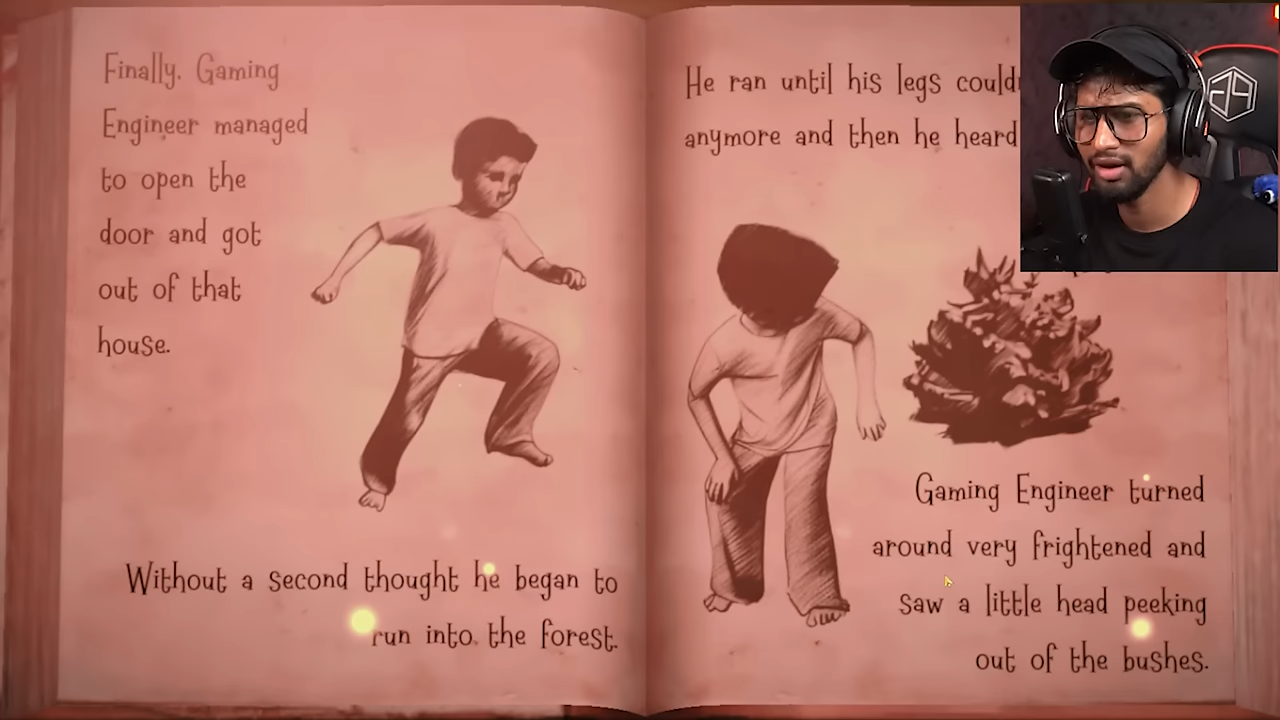 Finally. Gaming
Engineer managed
to open the
door and got
out of that
house.
Without a second thought he began to
run into the forest.
He ran until his legs
anymore and then he heard
Gaming Engineer turned
around very frightened and
saw a little head peeking
out of the bushes.